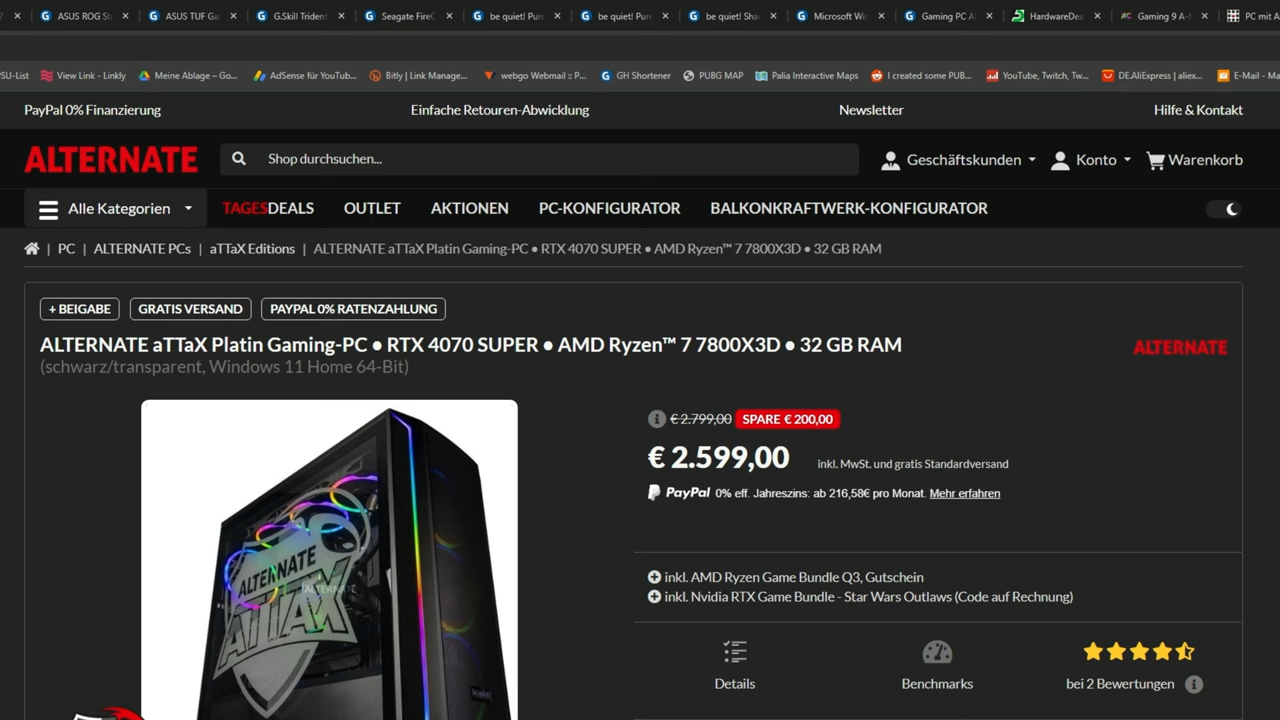 ASUS ROG St
ASUS TUF Ga
G.Skill Trident
Seagate FireC
be quiet! Pure
be quiet! Pure
be quiet! Sha
Microsoft Wi
Gaming PC A
HardwareDea
Gaming 9 A-
PC mit A
SU-List
View Link - Linkly
Meine Ablage – Go...
AdSense für YouTub...
Bitly | Link Manage...
webgo Webmail :: P...
GH Shortener
PUBG MAP
Palia Interactive Maps
I created some PUB...
YouTube, Twitch, Tw...
DE.AliExpress | aliex...
E-Mail - Ma
PayPal 0% Finanzierung
Einfache Retouren-Abwicklung
Newsletter
Hilfe & Kontakt
ALTERNATE
Shop durchsuchen...
Geschäftskunden
Konto
Warenkorb
Alle Kategorien
TAGESDEALS
OUTLET
AKTIONEN
PC-KONFIGURATOR
BALKONKRAFTWERK-KONFIGURATOR
| PC | ALTERNATE PCs | aTTaX Editions | ALTERNATE aTTaX Platin Gaming-PC • RTX 4070 SUPER • AMD Ryzen™ 7 7800X3D • 32 GB RAM
+ BEIGABE
GRATIS VERSAND
PAYPAL 0% RATENZAHLUNG
ALTERNATE aTTaX Platin Gaming-PC • RTX 4070 SUPER • AMD Ryzen™ 7 7800X3D • 32 GB RAM
(schwarz/transparent, Windows 11 Home 64-Bit)
ALTERNATE
€ 2.799,00 SPARE € 200,00
€ 2.599,00 inkl. MwSt. und gratis Standardversand
PayPal 0% eff. Jahreszins: ab 216,58€ pro Monat. Mehr erfahren
inkl. AMD Ryzen Game Bundle Q3, Gutschein
inkl. Nvidia RTX Game Bundle - Star Wars Outlaws (Code auf Rechnung)
Details
Benchmarks
bei 2 Bewertungen
ALTERNATE
ATTAX
ALTERNATE